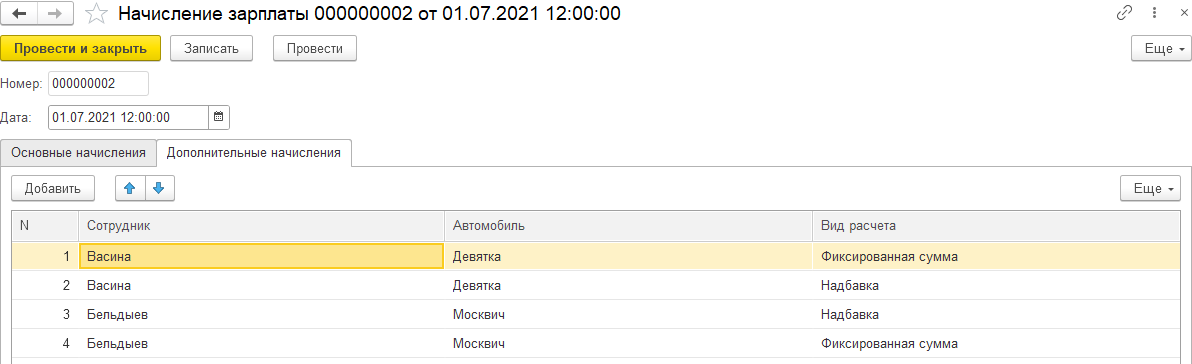 Начисление зарплаты 000000002 от 01.07.2021 12:00:00
Провести и закрыть Записать Провести Еще
Номер: 000000002
Дата: 01.07.2021 12:00:00
Основные начисления Дополнительные начисления
Добавить Еще
N Сотрудник Автомобиль Вид расчета
1 Васина Девятка Фиксированная сумма
2 Васина Девятка Надбавка
3 Бельдыев Москвич Надбавка
4 Бельдыев Москвич Фиксированная сумма